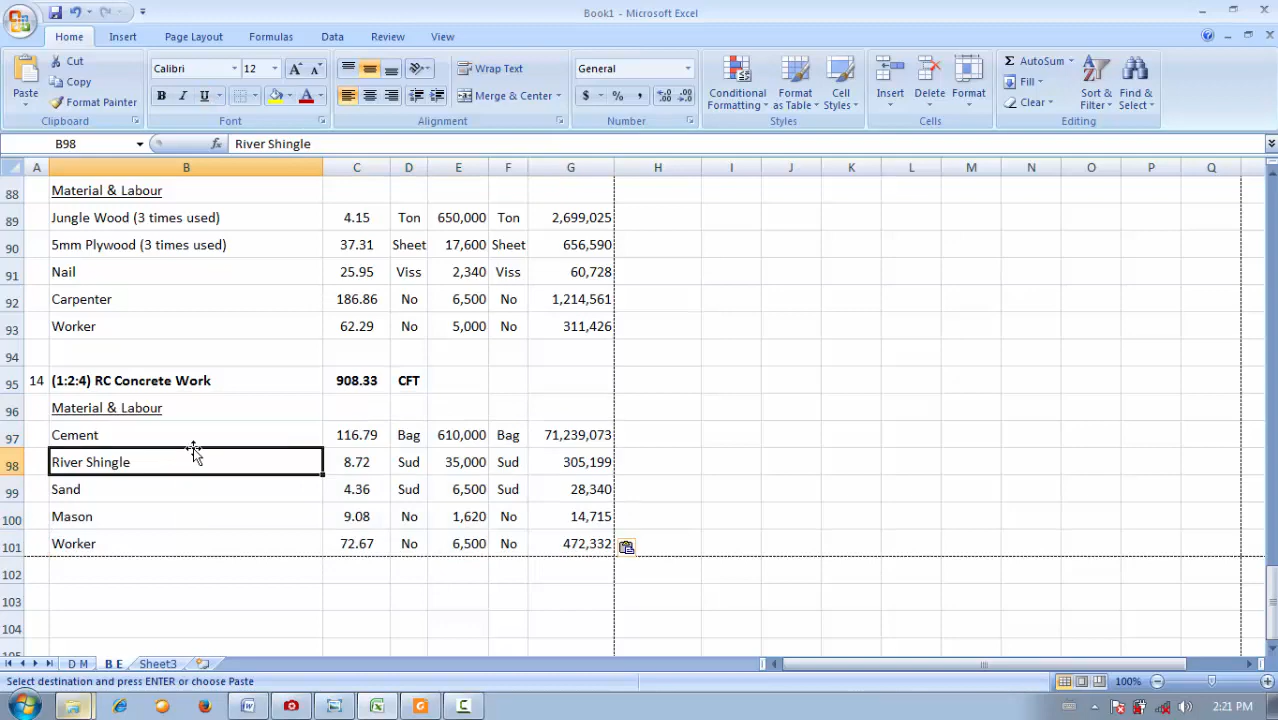 Book1 - Microsoft Excel
Home Insert Page Layout Formulas Data Review View
Paste
Cut
Copy
Format Painter
Clipboard
Calibri 12
B I U
Font
Wrap Text
Merge & Center
Alignment
General
$ % ,
Number
Conditional Formatting
Format as Table
Cell Styles
Styles
Insert Delete Format
Cells
AutoSum
Fill
Clear
Sort & Filter
Find & Select
Editing
B98 fx River Shingle
A B C D E F G H I J K L M N O P Q
88 Material & Labour
89 Jungle Wood (3 times used) 4.15 Ton 650,000 Ton 2,699,025
90 5mm Plywood (3 times used) 37.31 Sheet 17,600 Sheet 656,590
91 Nail 25.95 Viss 2,340 Viss 60,728
92 Carpenter 186.86 No 6,500 No 1,214,561
93 Worker 62.29 No 5,000 No 311,426
94
95 14 (1:2:4) RC Concrete Work 908.33 CFT
96 Material & Labour
97 Cement 116.79 Bag 610,000 Bag 71,239,073
98 River Shingle 8.72 Sud 35,000 Sud 305,199
99 Sand 4.36 Sud 6,500 Sud 28,340
100 Mason 9.08 No 1,620 No 14,715
101 Worker 72.67 No 6,500 No 472,332
102
103
104
105
D M B E Sheet3
Select destination and press ENTER or choose Paste 100%
2:21 PM